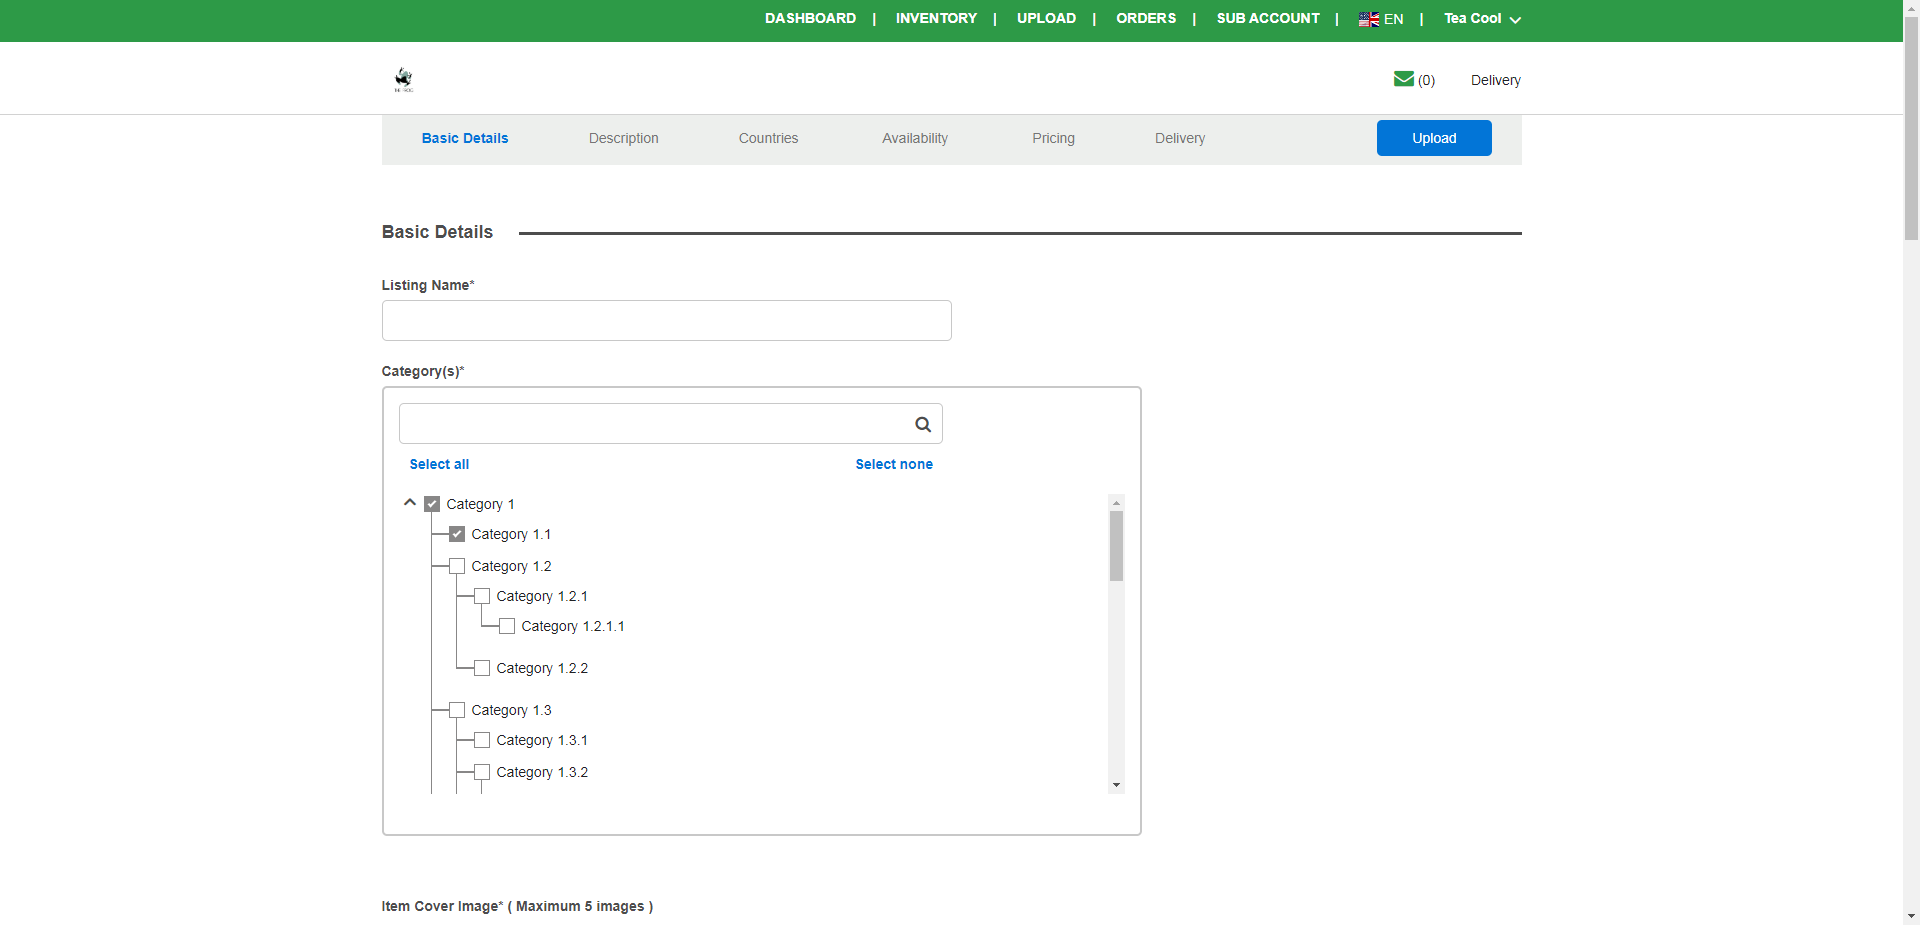 DASHBOARD | INVENTORY | UPLOAD | ORDERS | SUB ACCOUNT | EN | Tea Cool
(0) Delivery
Basic Details Description Countries Availability Pricing Delivery Upload
Basic Details
Listing Name*
Category(s)*
Select all Select none
Category 1
Category 1.1
Category 1.2
Category 1.2.1
Category 1.2.1.1
Category 1.2.2
Category 1.3
Category 1.3.1
Category 1.3.2
Item Cover Image* ( Maximum 5 images )